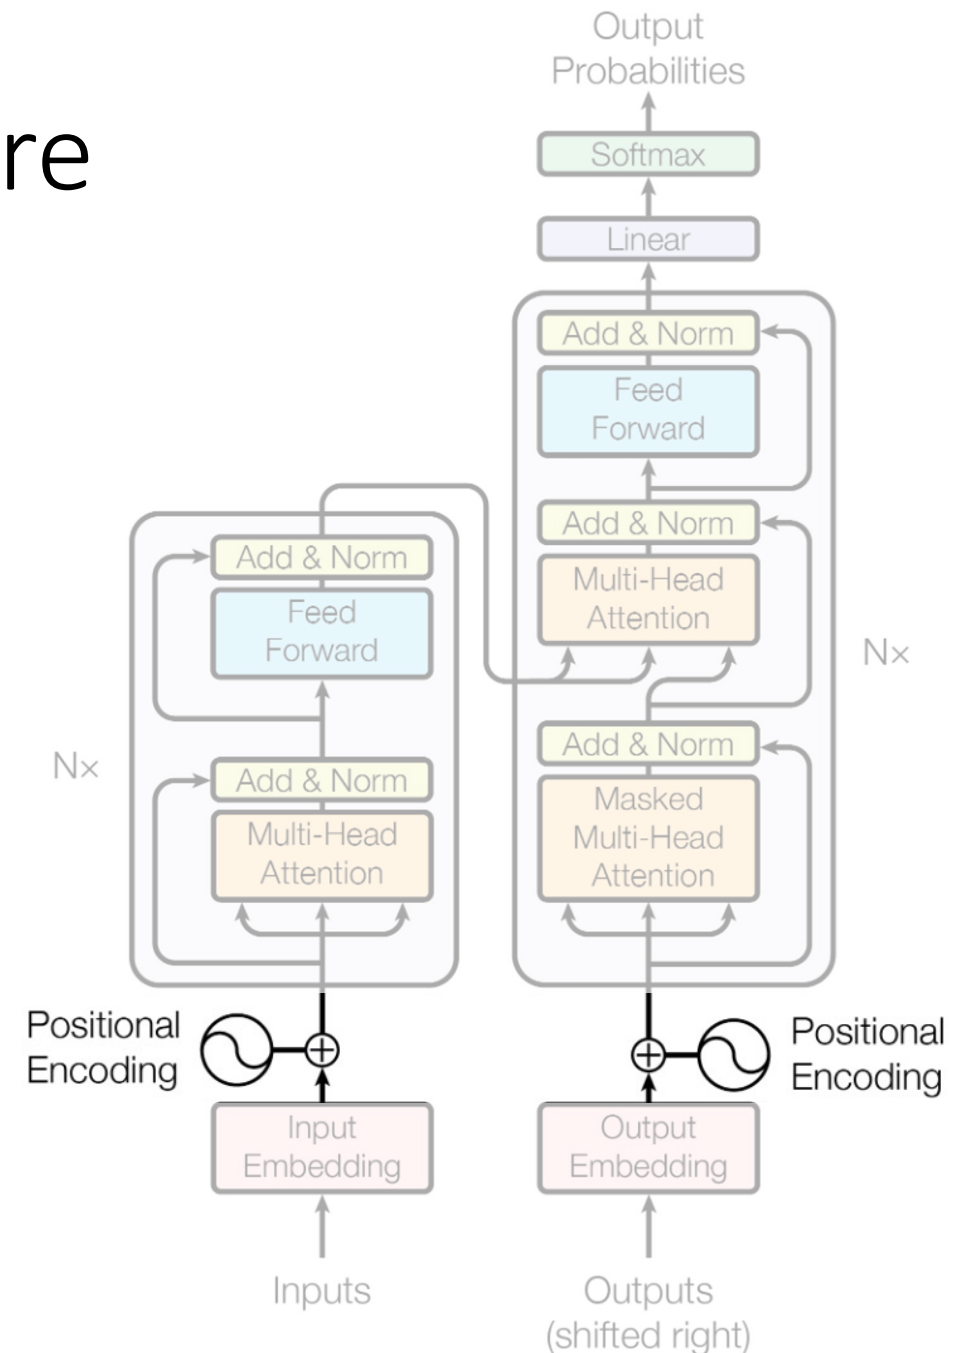 re
Output
Probabilities
Softmax
Linear
Add & Norm
Feed
Forward
Add & Norm
Multi-Head
Attention
Nx
Add & Norm
Masked
Multi-Head
Attention
Add & Norm
Feed
Forward
Nx
Add & Norm
Multi-Head
Attention
Positional
Encoding
Positional
Encoding
Input
Embedding
Output
Embedding
Inputs
Outputs
(shifted right)